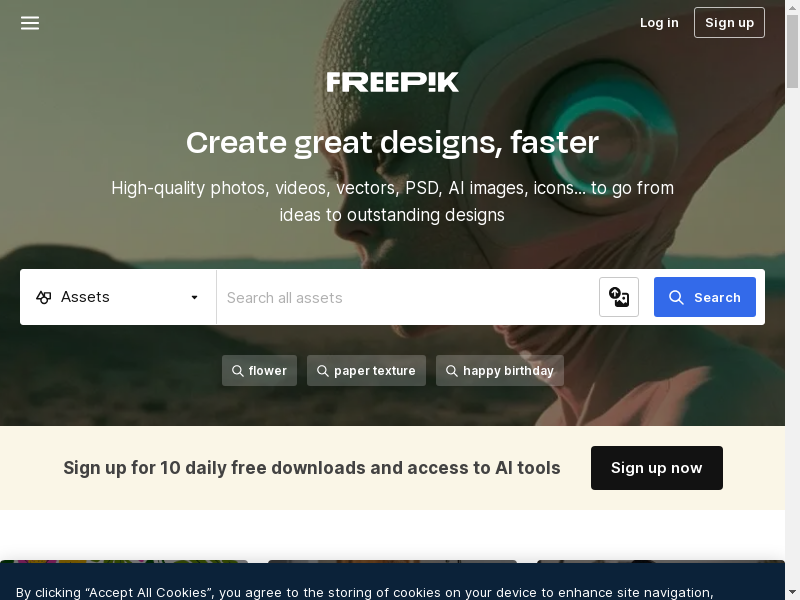 Log in
Sign up
FREEPIK
Create great designs, faster
High-quality photos, videos, vectors, PSD, AI images, icons... to go from
ideas to outstanding designs
Assets
Search all assets
Search
flower
paper texture
happy birthday
Sign up for 10 daily free downloads and access to AI tools
Sign up now
By clicking “Accept All Cookies”, you agree to the storing of cookies on your device to enhance site navigation,